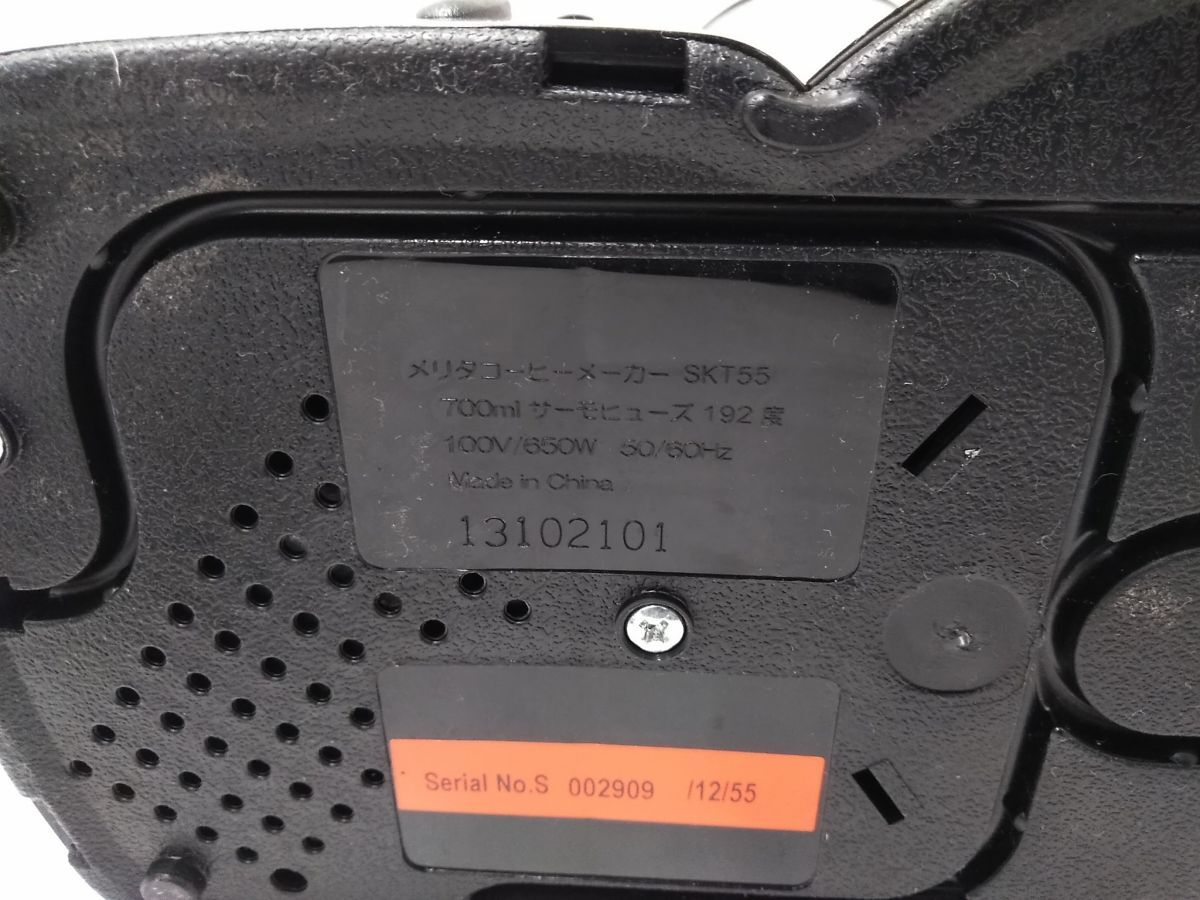 メリタコーヒーメーカー SKT55
700ml サーモヒューズ 192 度
100V/650W 50/60Hz
Made in China
13102101
Serial No.S 002909 /12/55